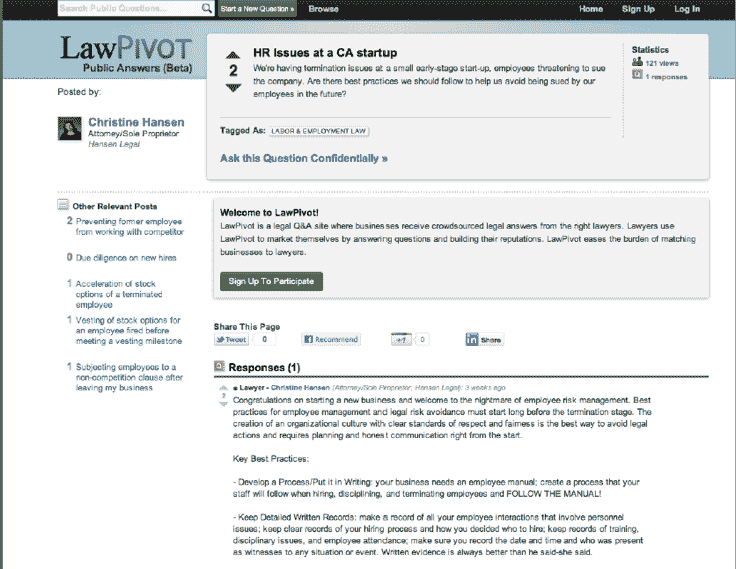 Search Public Questions...
Start a New Question »
Browse
Home
Sign Up
Log In
LAWPIVOT
Public Answers (Beta)
Posted by:
Christine Hansen
Attorney/Sole Proprietor
Hansen Legal
2
HR Issues at a CA startup
We're having termination issues at a small early-stage start-up, employees threatening to sue
the company. Are there best practices we should follow to help us avoid being sued by our
employees in the future?
Tagged As: LABOR & EMPLOYMENT LAW
Ask this Question Confidentially »
Statistics
121 views
1 responses
Other Relevant Posts
2 Preventing former employee
from working with competitor
0 Due diligence on new hires
1 Acceleration of stock
options of a terminated
employee
1 Vesting of stock options for
an employee fired before
meeting a vesting milestone
1 Subjecting employees to a
non-competition clause after
leaving my business
Welcome to LawPivot!
LawPivot is a legal Q&A site where businesses receive crowdsourced legal answers from the right lawyers. Lawyers use
LawPivot to market themselves by answering questions and building their reputations. LawPivot eases the burden of matching
businesses to lawyers.
Sign Up To Participate
Share This Page
Tweet 0
Recommend
+1 0
Share
Responses (1)
2
Lawyer - Christine Hansen (Attorney/Sole Proprietor, Hansen Legal): 3 weeks ago
Congratulations on starting a new business and welcome to the nightmare of employee risk management. Best
practices for employee management and legal risk avoidance must start long before the termination stage. The
creation of an organizational culture with clear standards of respect and fairness is the best way to avoid legal
actions and requires planning and honest communication right from the start.
Key Best Practices:
- Develop a Process/Put it in Writing: your business needs an employee manual; create a process that your
staff will follow when hiring, disciplining, and terminating employees and FOLLOW THE MANUAL!
- Keep Detailed Written Records: make a record of all your employee interactions that involve personnel
issues; keep clear records of your hiring process and how you decided who to hire; keep records of training,
disciplinary issues, and employee attendance; make sure you record the date and time and who was present
as witnesses to any situation or event. Written evidence is always better than he said-she said.